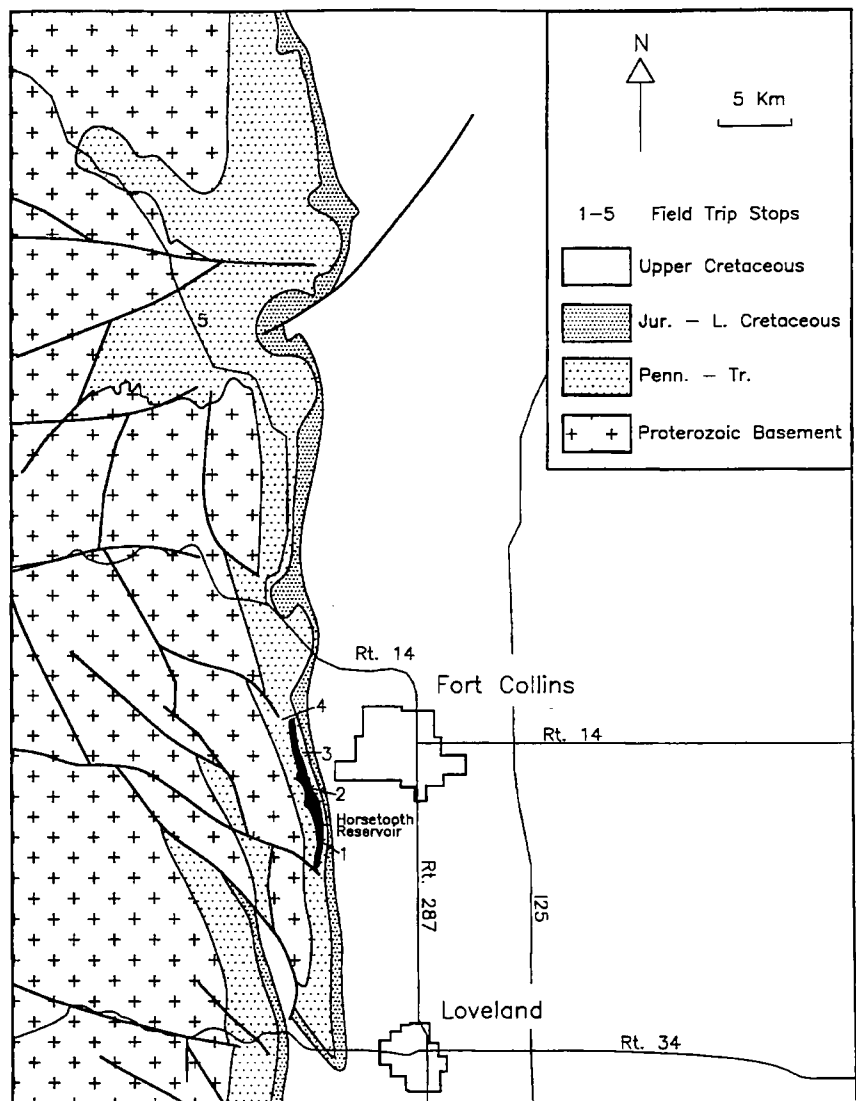 N
5 Km
1-5 Field Trip Stops
Upper Cretaceous
Jur. - L. Cretaceous
Penn. - Tr.
Proterozoic Basement
5
Rt. 14
Fort Collins
4
Rt. 14
3
2
Horsetooth
Reservoir
1
Rt. 287
I25
Loveland
Rt. 34